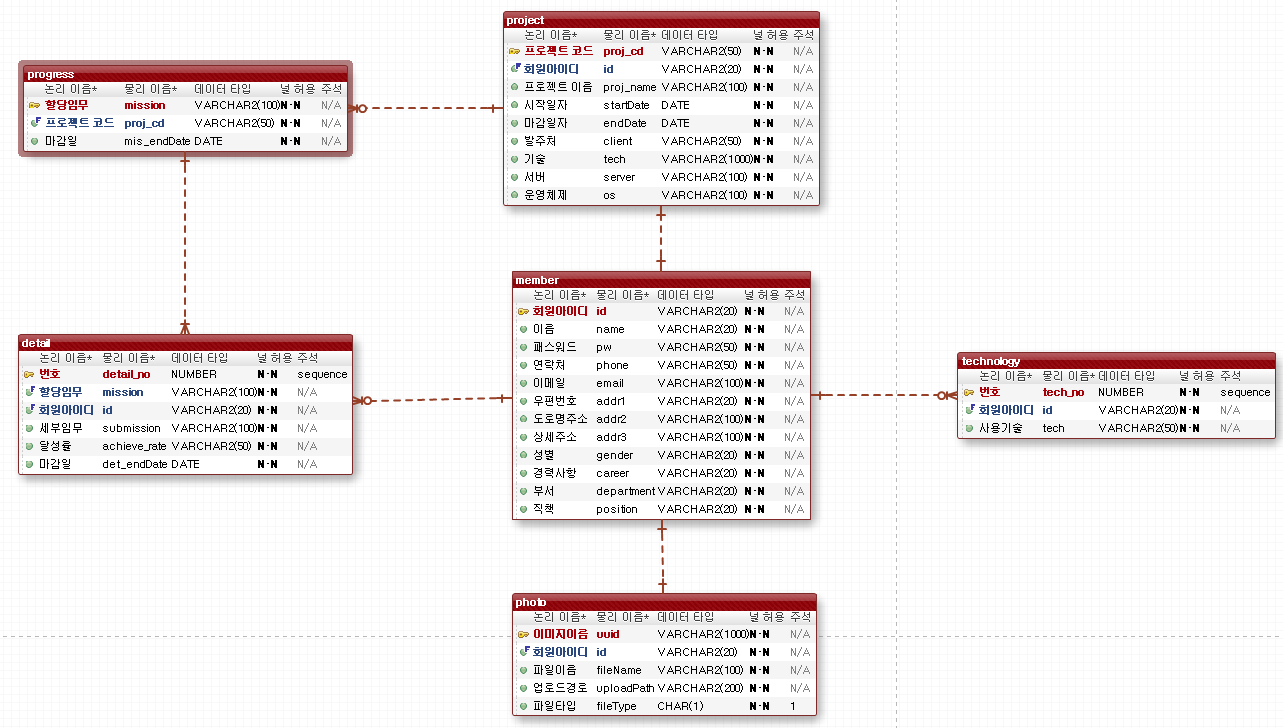 project
논리 이름* 물리 이름* 데이터 타입 널 허용 주석
프로젝트 코드 proj_cd VARCHAR2(50) N-N N/A
회원아이디 id VARCHAR2(20) N-N N/A
프로젝트 이름 proj_name VARCHAR2(100) N-N N/A
시작일자 startDate DATE N-N N/A
마감일자 endDate DATE N-N N/A
발주처 client VARCHAR2(50) N-N N/A
기술 tech VARCHAR2(1000) N-N N/A
서버 server VARCHAR2(100) N-N N/A
운영체제 os VARCHAR2(100) N-N N/A
progress
논리 이름* 물리 이름* 데이터 타입 널 허용 주석
할당임무 mission VARCHAR2(100) N-N N/A
프로젝트 코드 proj_cd VARCHAR2(50) N-N N/A
마감일 mis_endDate DATE N-N N/A
member
논리 이름* 물리 이름* 데이터 타입 널 허용 주석
회원아이디 id VARCHAR2(20) N-N N/A
이름 name VARCHAR2(20) N-N N/A
패스워드 pw VARCHAR2(50) N-N N/A
연락처 phone VARCHAR2(50) N-N N/A
이메일 email VARCHAR2(100) N-N N/A
우편번호 addr1 VARCHAR2(20) N-N N/A
도로명주소 addr2 VARCHAR2(100) N-N N/A
상세주소 addr3 VARCHAR2(100) N-N N/A
성별 gender VARCHAR2(20) N-N N/A
경력사항 career VARCHAR2(20) N-N N/A
부서 department VARCHAR2(20) N-N N/A
직책 position VARCHAR2(20) N-N N/A
detail
논리 이름* 물리 이름* 데이터 타입 널 허용 주석
번호 detail_no NUMBER N-N sequence
할당임무 mission VARCHAR2(100) N-N N/A
회원아이디 id VARCHAR2(20) N-N N/A
세부임무 submission VARCHAR2(100) N-N N/A
달성율 achieve_rate VARCHAR2(50) N-N N/A
마감일 det_endDate DATE N-N N/A
technology
논리 이름* 물리 이름* 데이터 타입 널 허용 주석
번호 tech_no NUMBER N-N sequence
회원아이디 id VARCHAR2(20) N-N N/A
사용기술 tech VARCHAR2(50) N-N N/A
photo
논리 이름* 물리 이름* 데이터 타입 널 허용 주석
이미지이름 uuid VARCHAR2(1000) N-N N/A
회원아이디 id VARCHAR2(20) N-N N/A
파일이름 fileName VARCHAR2(100) N-N N/A
업로드경로 uploadPath VARCHAR2(200) N-N N/A
파일타입 fileType CHAR(1) N-N 1